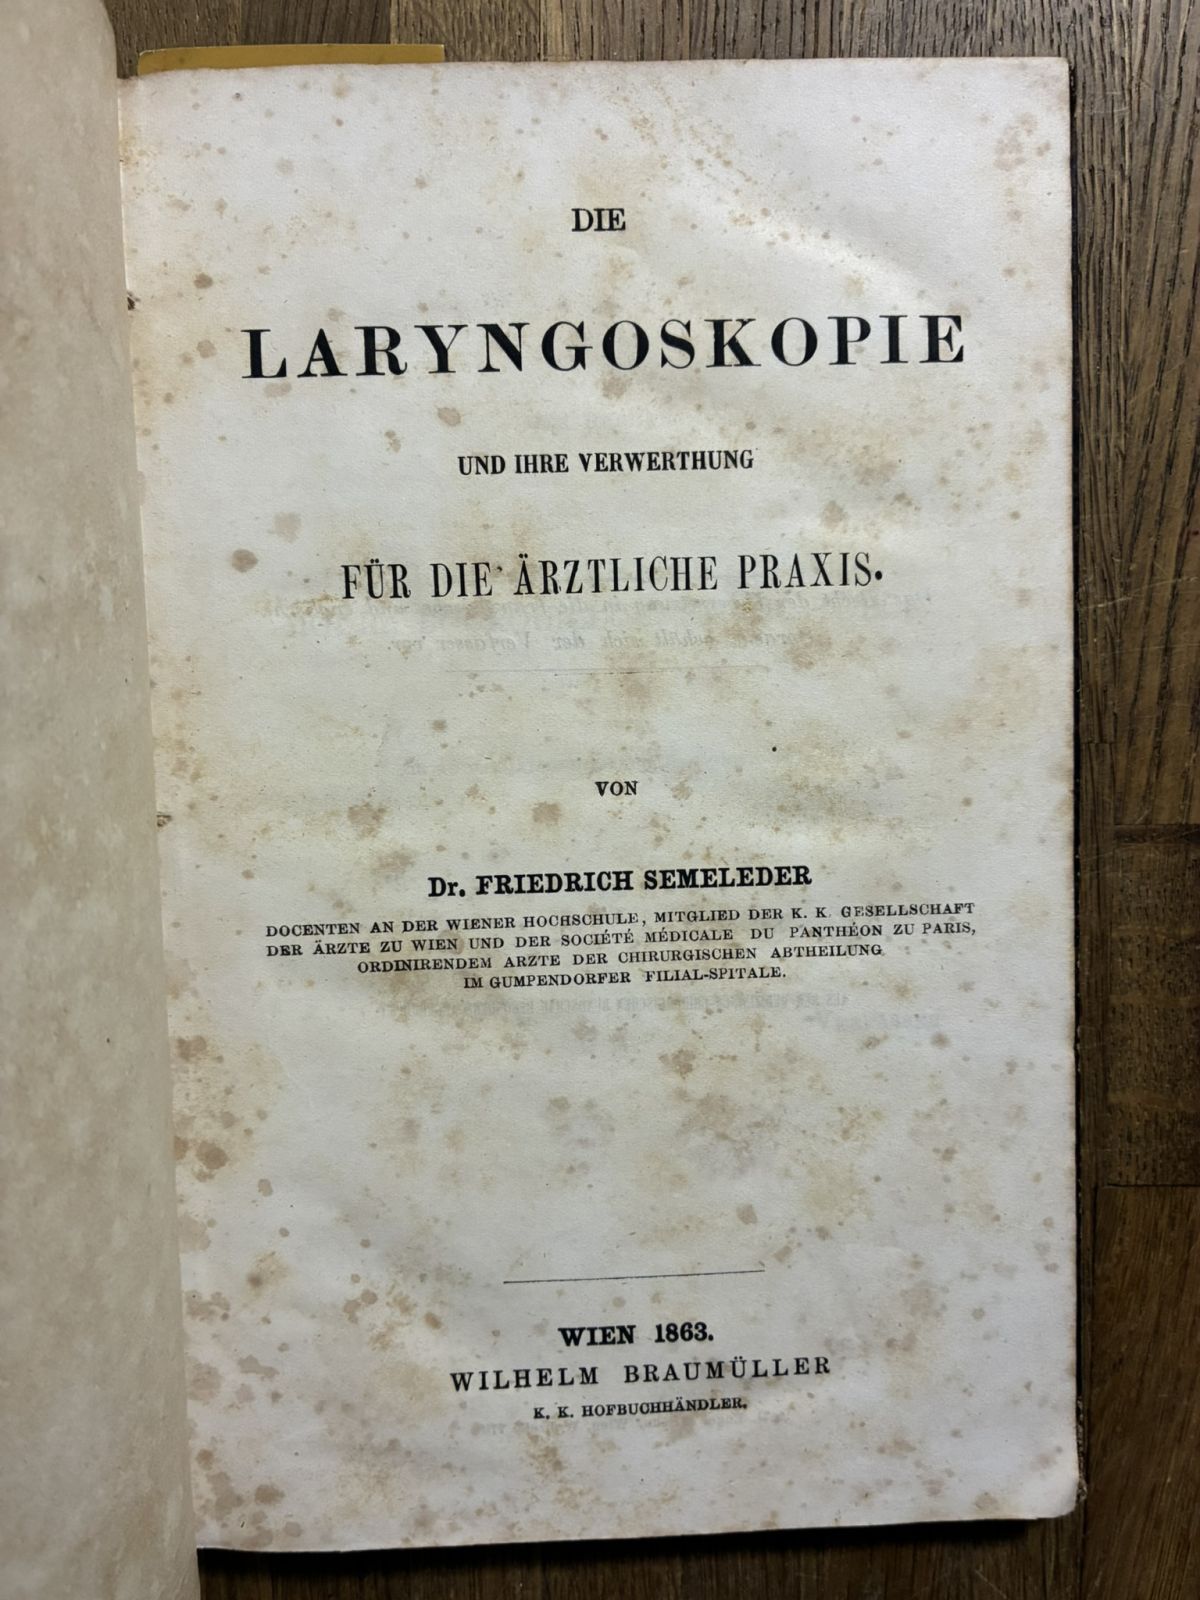 DIE
LARYNGOSKOPIE
UND IHRE VERWERTHUNG
FÜR DIE ÄRZTLICHE PRAXIS.
VON
Dr. FRIEDRICH SEMELEDER
DOCENTEN AN DER WIENER HOCHSCHULE, MITGLIED DER K. K. GESELLSCHAFT
DER ÄRZTE ZU WIEN UND DER SOCIÉTÉ MÉDICALE DU PANTHÉON ZU PARIS,
ORDINIRENDEM ARZTE DER CHIRURGISCHEN ABTHEILUNG
IM GUMPENDORFER FILIAL-SPITALE.
WIEN 1863.
WILHELM BRAUMÜLLER
K. K. HOFBUCHHÄNDLER.